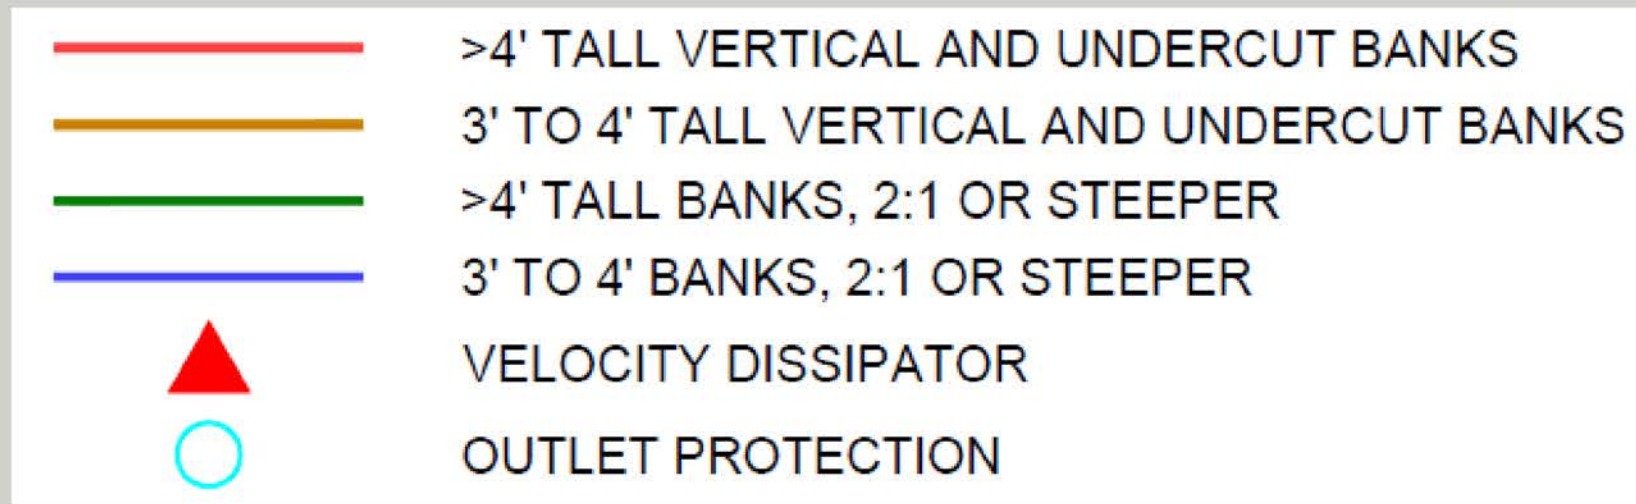 >4' TALL VERTICAL AND UNDERCUT BANKS
3' TO 4' TALL VERTICAL AND UNDERCUT BANKS
>4' TALL BANKS, 2:1 OR STEEPER
3' TO 4' BANKS, 2:1 OR STEEPER
VELOCITY DISSIPATOR
OUTLET PROTECTION